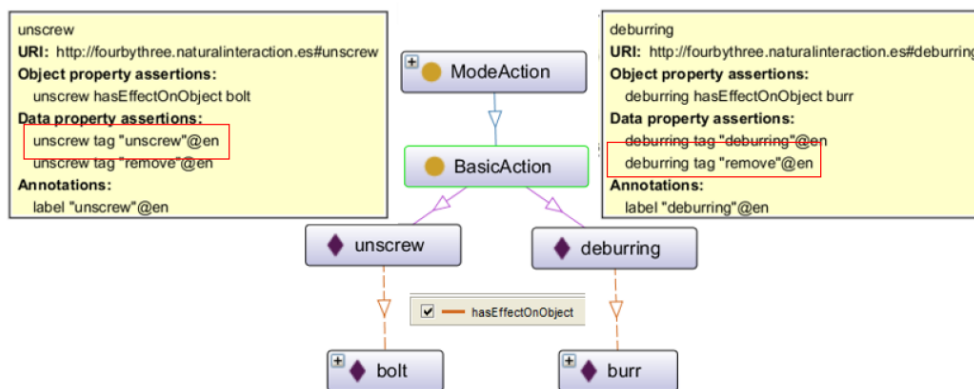 unscrew
URI: http://fourbythree.naturalinteraction.es#unscrew
Object property assertions:
unscrew hasEffectOnObject bolt
Data property assertions:
unscrew tag "unscrew"@en
unscrew tag "remove"@en
Annotations:
label "unscrew"@en
ModeAction
BasicAction
deburring
URI: http://fourbythree.naturalinteraction.es#deburring
Object property assertions:
deburring hasEffectOnObject burr
Data property assertions:
deburring tag "deburring"@en
deburring tag "remove"@en
Annotations:
label "deburring"@en
unscrew
deburring
hasEffectOnObject
bolt
burr